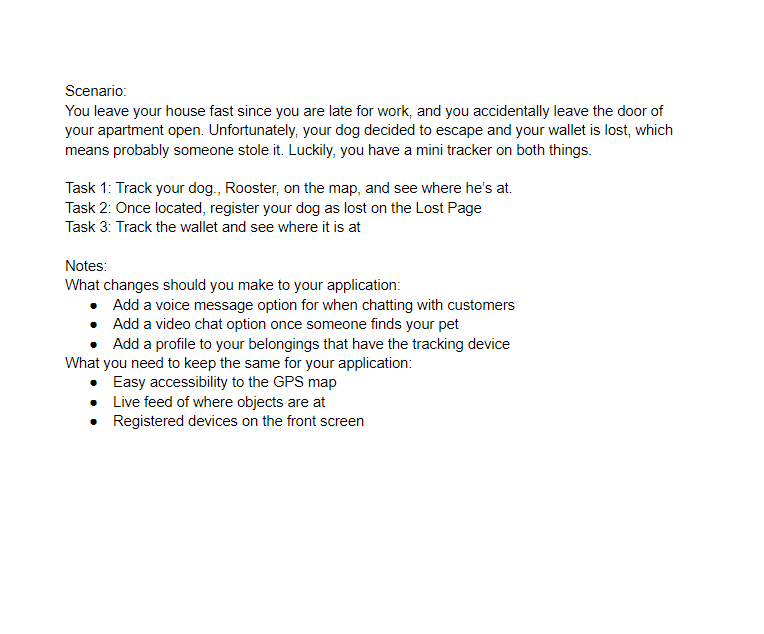 Scenario:
You leave your house fast since you are late for work, and you accidentally leave the door of
your apartment open. Unfortunately, your dog decided to escape and your wallet is lost, which
means probably someone stole it. Luckily, you have a mini tracker on both things.
Task 1: Track your dog., Rooster, on the map, and see where he's at.
Task 2: Once located, register your dog as lost on the Lost Page
Task 3: Track the wallet and see where it is at
Notes:
What changes should you make to your application:
● Add a voice message option for when chatting with customers
● Add a video chat option once someone finds your pet
● Add a profile to your belongings that have the tracking device
What you need to keep the same for your application:
● Easy accessibility to the GPS map
● Live feed of where objects are at
● Registered devices on the front screen